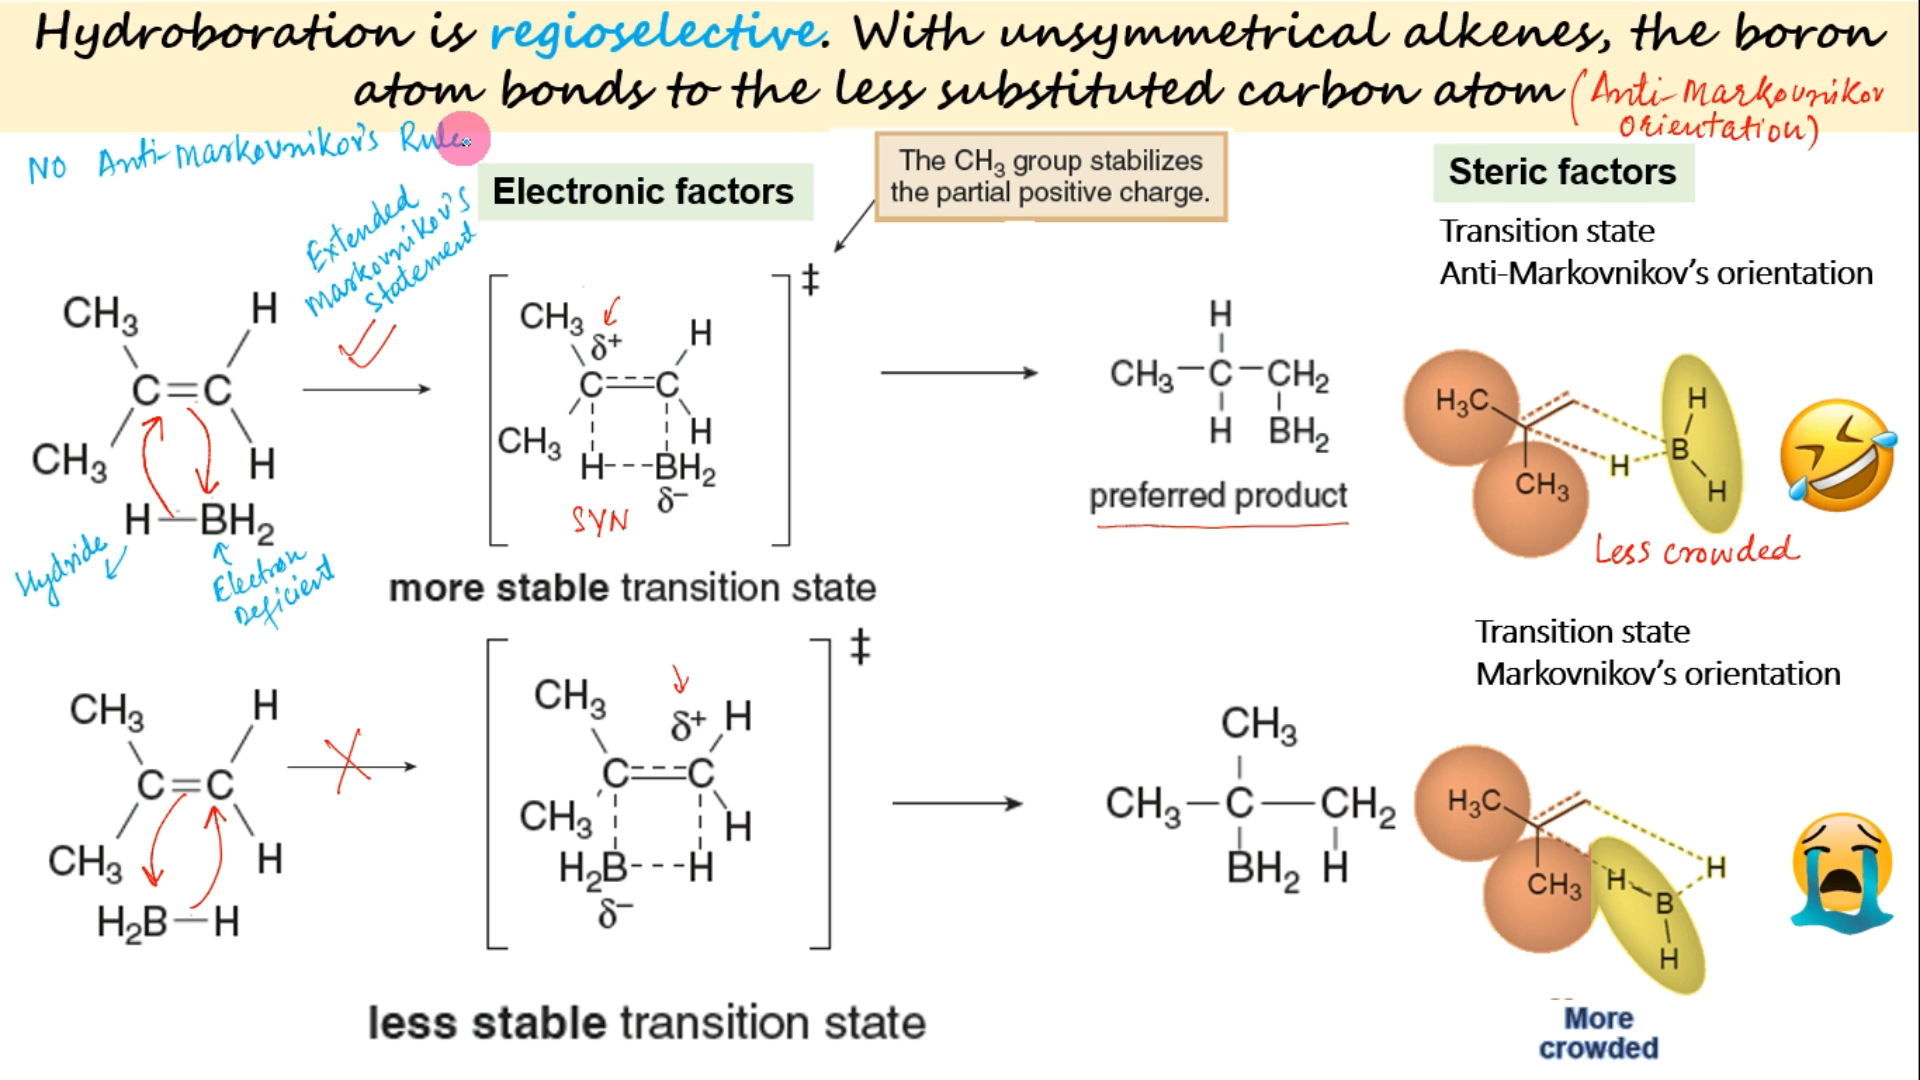 Hydroboration is regioselective. With unsymmetrical alkenes, the boron
atom bonds to the less substituted carbon atom (Anti-Markovnikov
Orientation)
NO Anti-Markovnikov's Rule
Electronic factors
The CH3 group stabilizes
the partial positive charge.
Steric factors
Transition state
Anti-Markovnikov's orientation
Extended
Markovnikov's
Statement
CH3
H
C=C
CH3
H
H—BH2
Hydride
Electron
Deficient
CH3
δ+
H
C===C
CH3
H
H---BH2
δ−
SYN
‡
more stable transition state
H
CH3—C—CH2
H BH2
preferred product
H3C
CH3
H
B
H
H
Less crowded
CH3
H
C=C
CH3
H
H2B—H
CH3
δ+
H
C===C
CH3
H
H2B---H
δ−
‡
less stable transition state
CH3
CH3—C—CH2
BH2 H
Transition state
Markovnikov's orientation
H3C
CH3
H
B
H
H
More
crowded